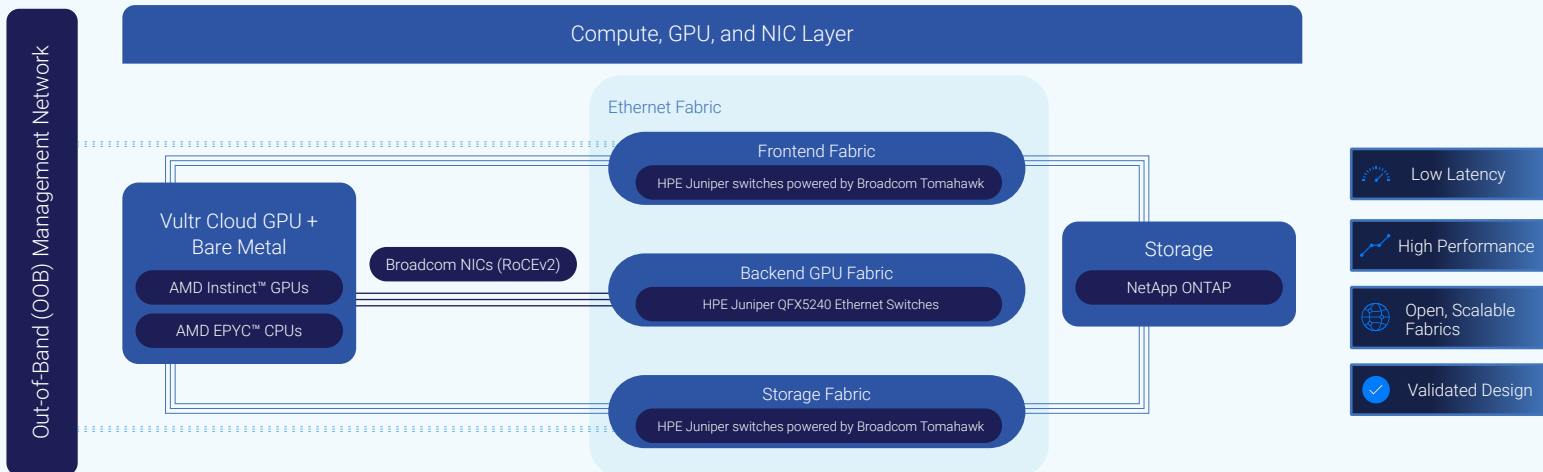 Out-of-Band (OOB) Management Network
Compute, GPU, and NIC Layer
Ethernet Fabric
Frontend Fabric
HPE Juniper switches powered by Broadcom Tomahawk
Vultr Cloud GPU +
Bare Metal
AMD Instinct™ GPUs
AMD EPYC™ CPUs
Broadcom NICs (RoCEv2)
Backend GPU Fabric
HPE Juniper QFX5240 Ethernet Switches
Storage Fabric
HPE Juniper switches powered by Broadcom Tomahawk
Storage
NetApp ONTAP
Low Latency
High Performance
Open, Scalable
Fabrics
Validated Design